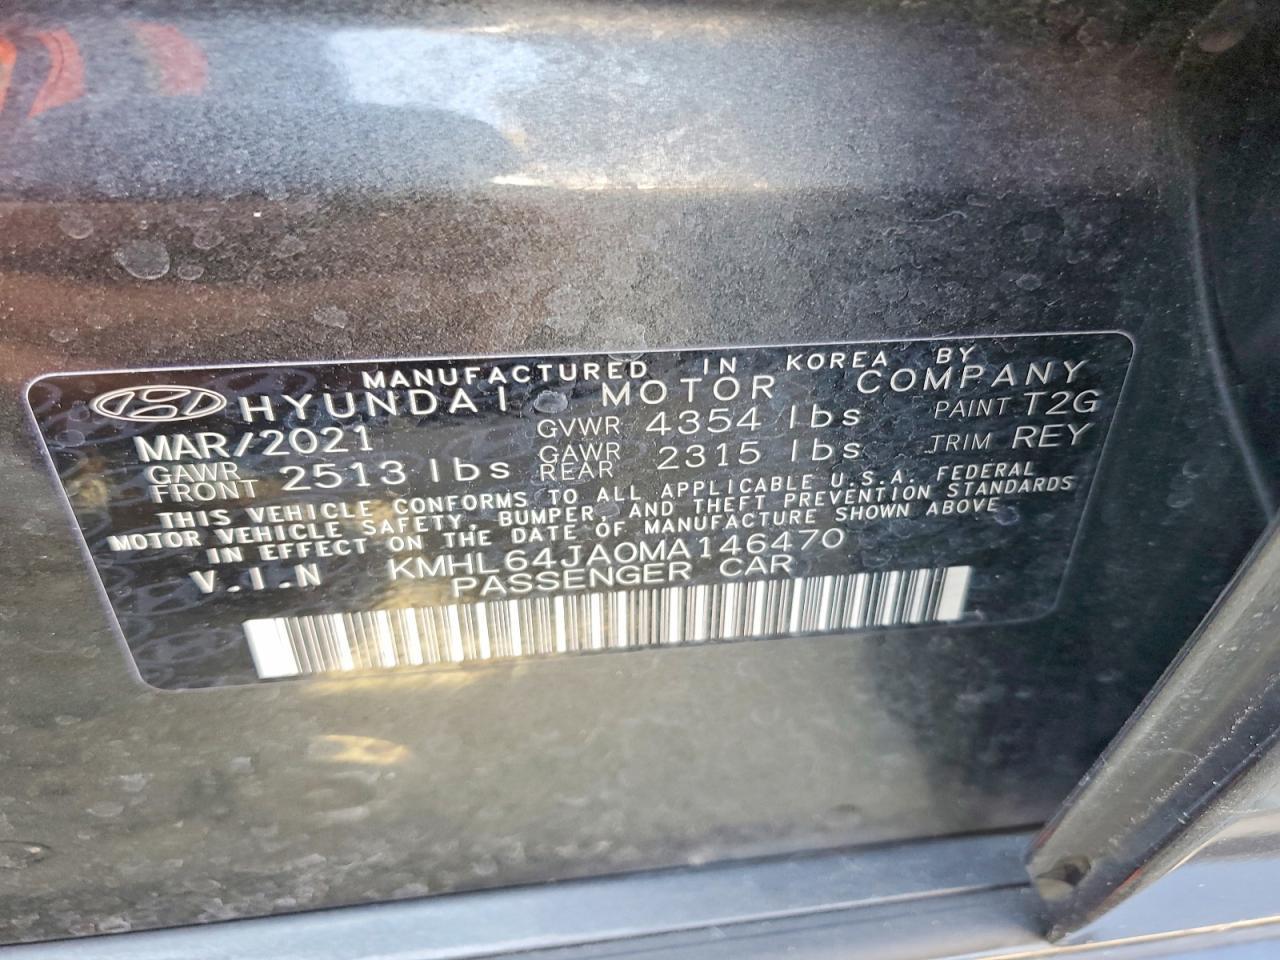 MANUFACTURED IN KOREA BY
HYUNDAI MOTOR COMPANY
MAR/2021 GVWR 4354 lbs PAINT T2G
GAWR FRONT 2513 lbs GAWR REAR 2315 lbs TRIM REY
THIS VEHICLE CONFORMS TO ALL APPLICABLE U.S.A. FEDERAL
MOTOR VEHICLE SAFETY, BUMPER, AND THEFT PREVENTION STANDARDS
IN EFFECT ON THE DATE OF MANUFACTURE SHOWN ABOVE
V.I.N KMHL64JA0MA146470
PASSENGER CAR